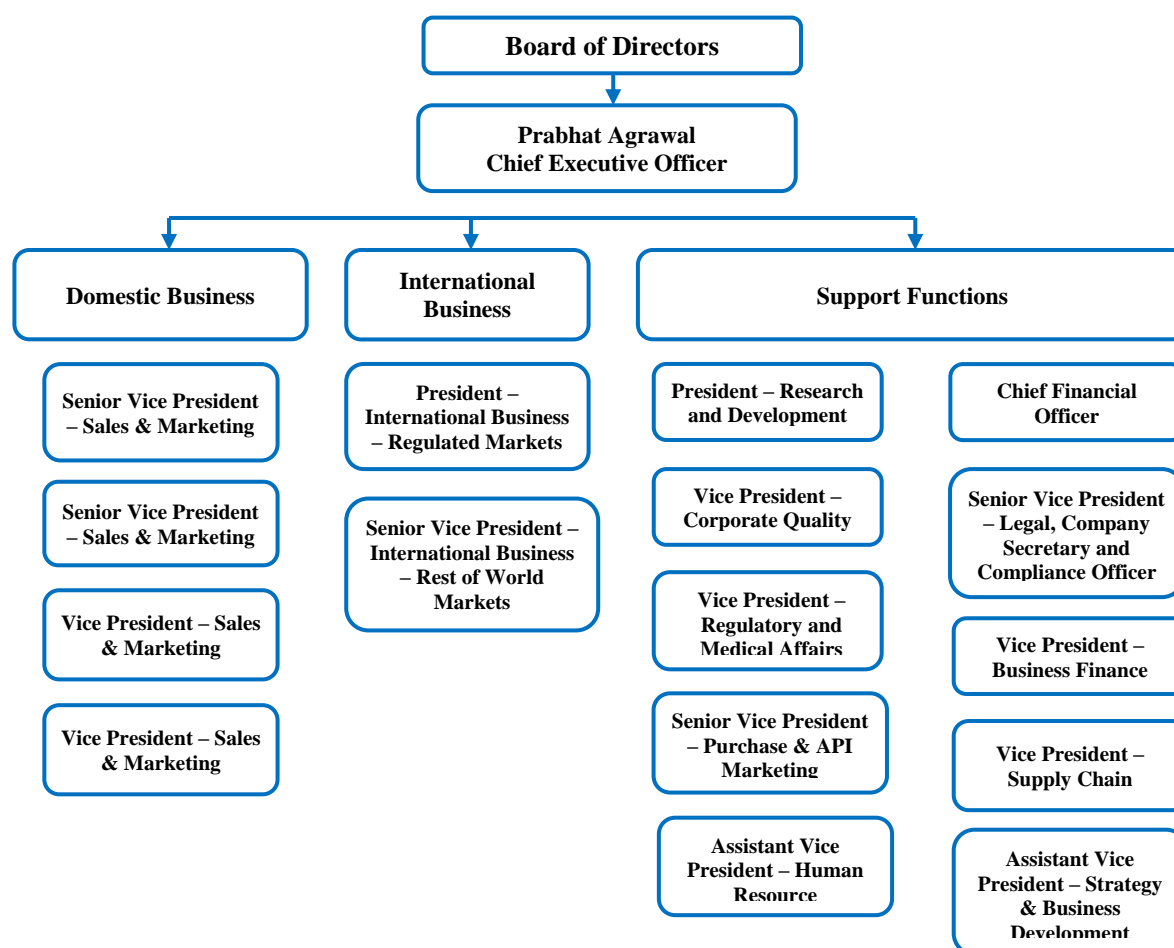 Board of Directors
Prabhat Agrawal
Chief Executive Officer
Domestic Business
International
Business
Support Functions
Senior Vice President
– Sales & Marketing
Senior Vice President
– Sales & Marketing
Vice President – Sales
& Marketing
Vice President – Sales
& Marketing
President –
International Business
– Regulated Markets
Senior Vice President –
International Business
– Rest of World
Markets
President – Research
and Development
Vice President –
Corporate Quality
Vice President –
Regulatory and
Medical Affairs
Senior Vice President
– Purchase & API
Marketing
Assistant Vice
President – Human
Resource
Chief Financial
Officer
Senior Vice President
– Legal, Company
Secretary and
Compliance Officer
Vice President –
Business Finance
Vice President –
Supply Chain
Assistant Vice
President – Strategy
& Business
Development